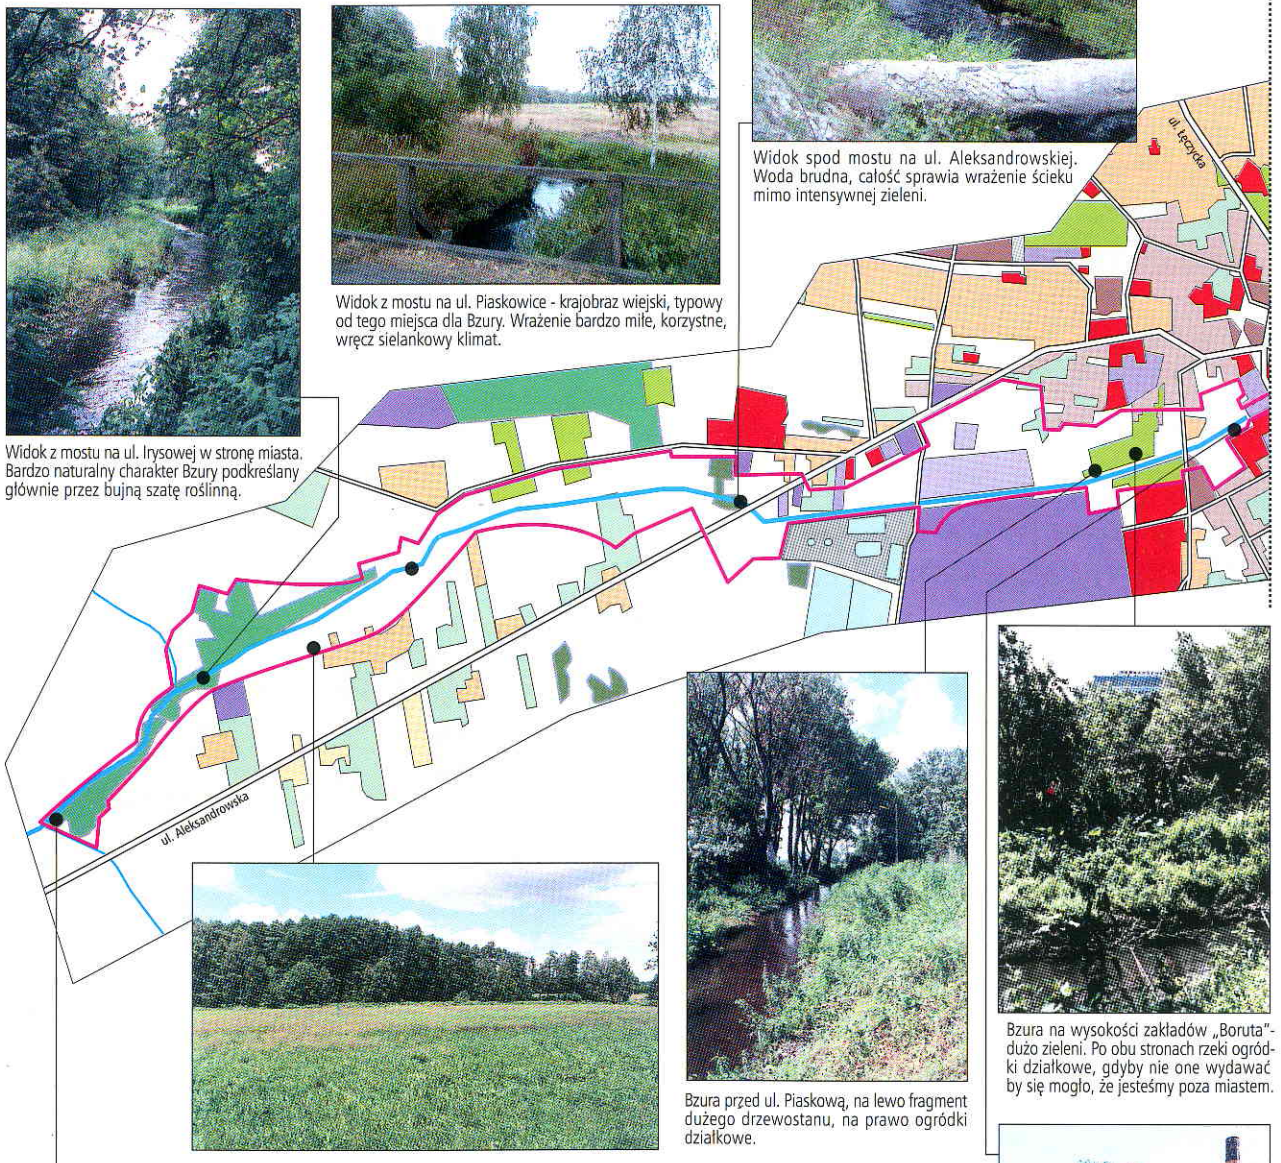 Widok spod mostu na ul. Aleksandrowskiej.
Woda brudna, całość sprawia wrażenie ścieku
mimo intensywnej zieleni.
ul. Łęczycka
Widok z mostu na ul. Piaskowice - krajobraz wiejski, typowy
od tego miejsca dla Bzury. Wrażenie bardzo miłe, korzystne,
wręcz sielankowy klimat.
Widok z mostu na ul. Irysowej w stronę miasta.
Bardzo naturalny charakter Bzury podkreślany
głównie przez bujną szatę roślinną.
ul. Aleksandrowska
Bzura na wysokości zakładów „Boruta"-
dużo zieleni. Po obu stronach rzeki ogród-
ki działkowe, gdyby nie one wydawać
by się mogło, że jesteśmy poza miastem.
Bzura przed ul. Piaskową, na lewo fragment
dużego drzewostanu, na prawo ogródki
działkowe.